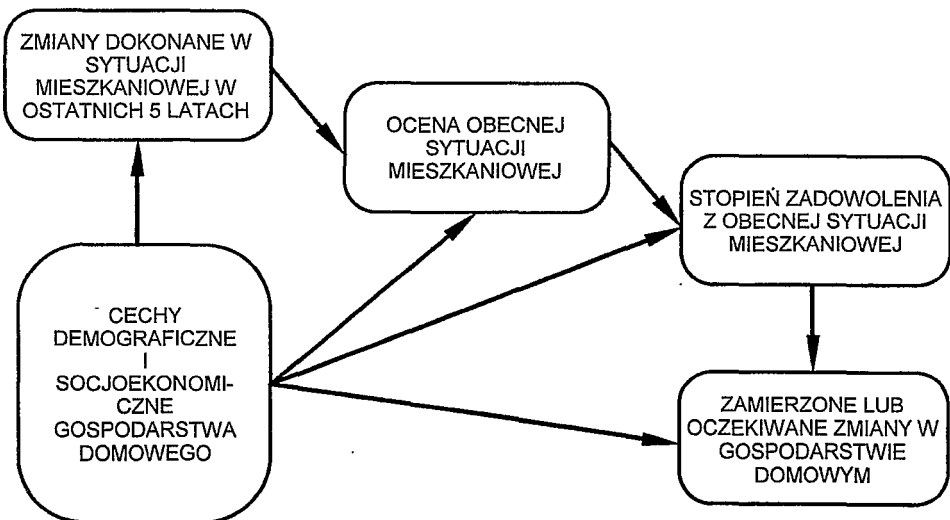 ZMIANY DOKONANE W
SYTUACJI
MIESZKANIOWEJ W
OSTATNICH 5 LATACH
OCENA OBECNEJ
SYTUACJI
MIESZKANIOWEJ
STOPIEŃ ZADOWOLENIA
Z OBECNEJ SYTUACJI
MIESZKANIOWEJ
CECHY
DEMOGRAFICZNE
I
SOCJOEKONOMI-
CZNE
GOSPODARSTWA
DOMOWEGO
ZAMIERZONE LUB
OCZEKIWANE ZMIANY W
GOSPODARSTWIE
DOMOWYM